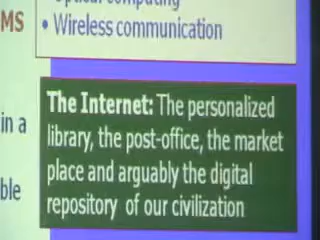 Optical computing
MS
• Wireless communication
The Internet: The personalized
in a
library, the post-office, the market
place and arguably the digital
ble
repository of our civilization